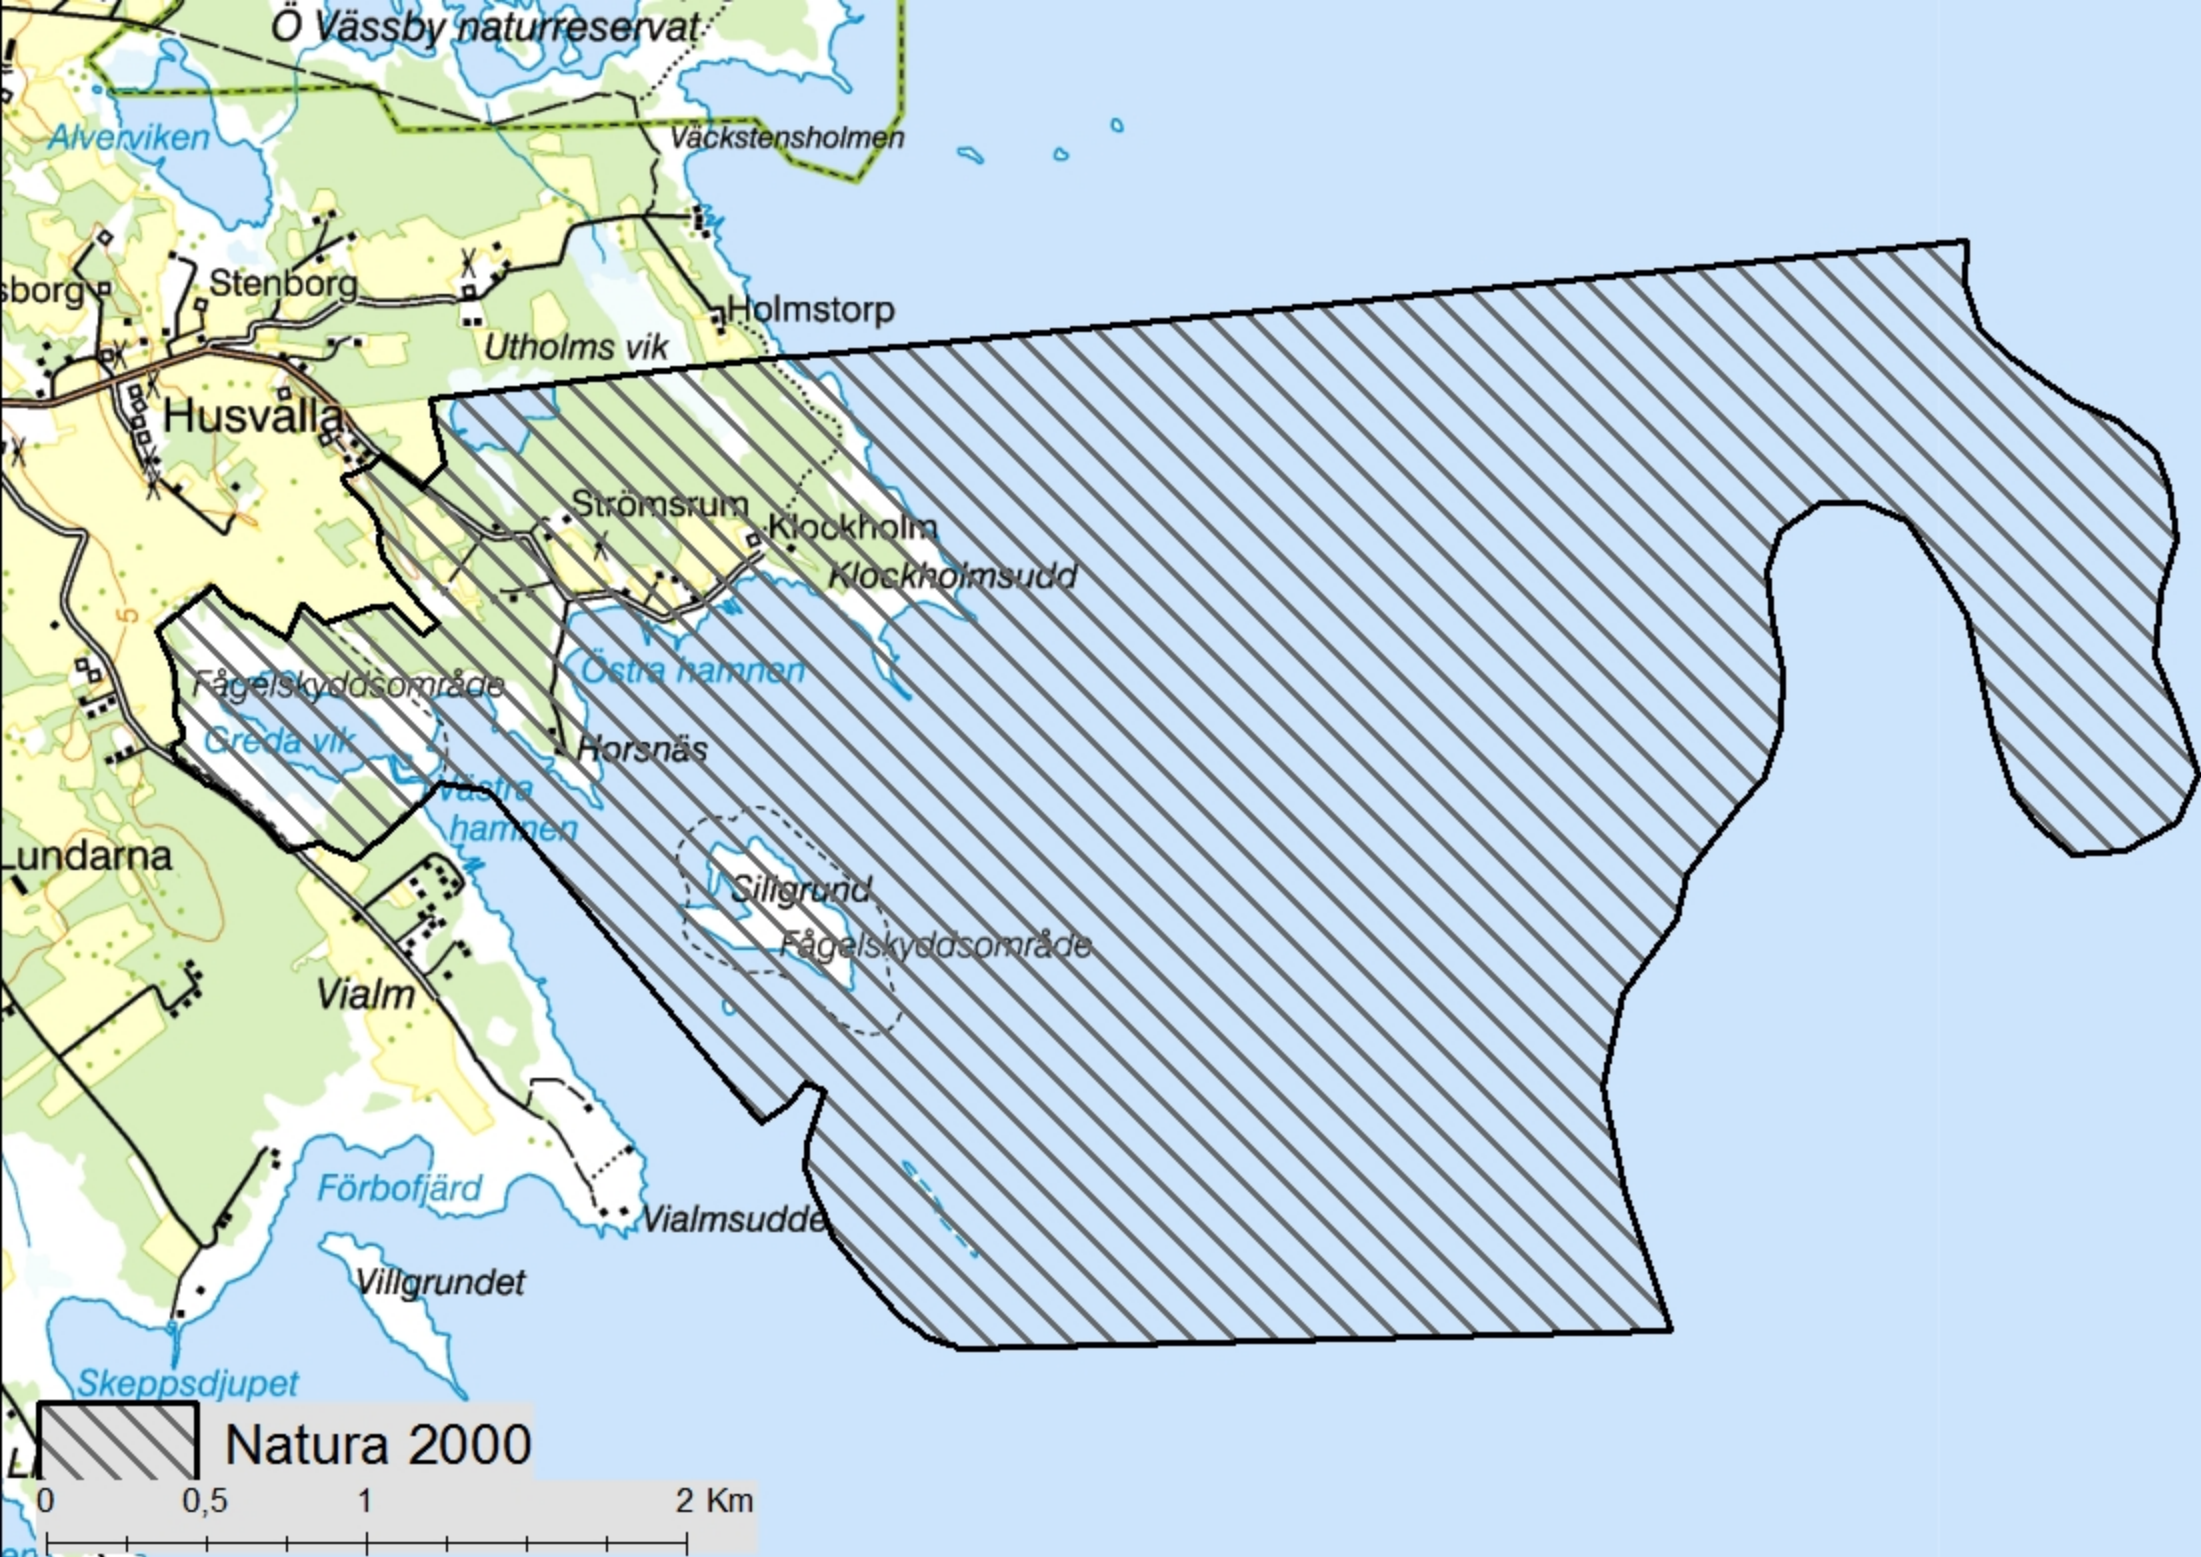 Ö Vässby naturreservat
Alverviken
Väckstensholmen
sborg
Stenborg
Holmstorp
Utholms vik
Husvalla
Strömsrum
Klockholm
Klockholmsudd
5
Fågelskyddsområde
Östra hamnen
Greda vik
Horsnäs
Västra
hamnen
Lundarna
Siligrund
Fågelskyddsområde
Vialm
Förbofjärd
Vialmsudde
Villgrundet
Skeppsdjupet
Natura 2000
0 0,5 1 2 Km